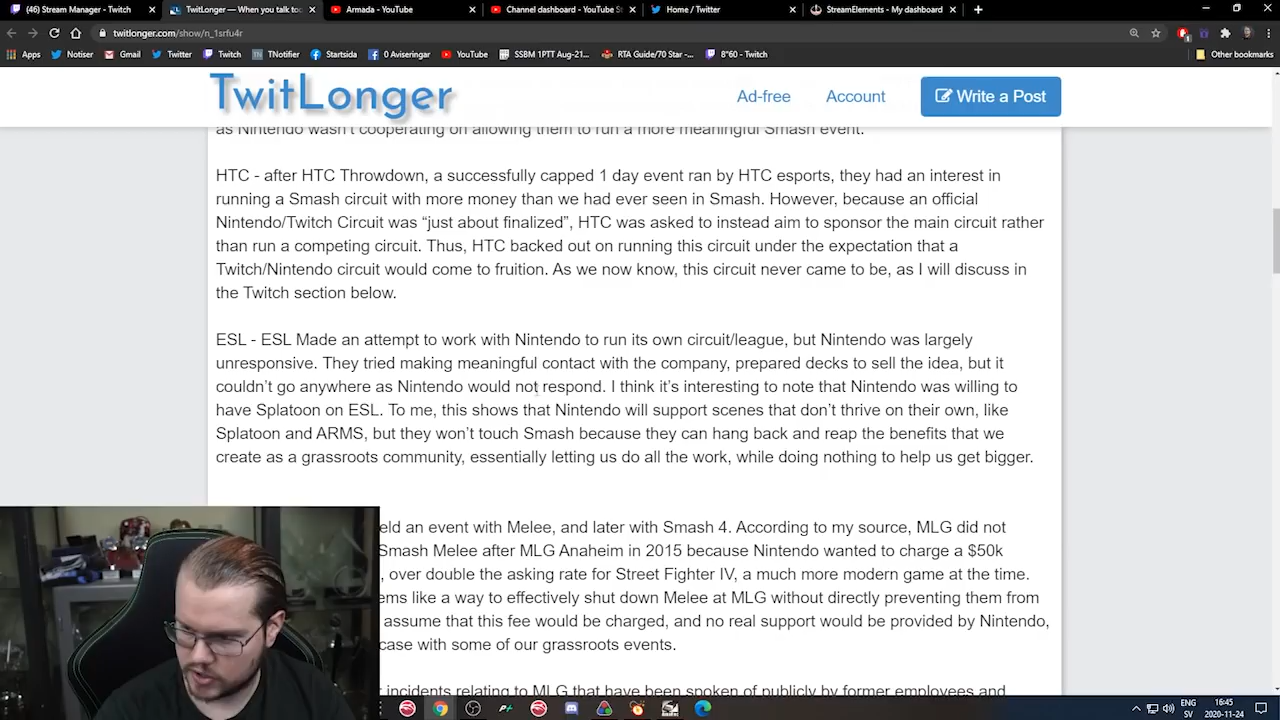 (46) Stream Manager - Twitch
TwitLonger — When you talk too
Armada - YouTube
Channel dashboard - YouTube S
Home / Twitter
StreamElements - My dashboard
twitlonger.com/show/n_1srfu4r
Apps
Notiser
Gmail
Twitter
Twitch
TNotifier
Startsida
0 Aviseringar
YouTube
SSBM 1PTT Aug-21...
RTA Guide/70 Star -...
8"60 - Twitch
Other bookmarks
TwitLonger
Ad-free
Account
Write a Post
as Nintendo wasn't cooperating on allowing them to run a more meaningful Smash event.
HTC - after HTC Throwdown, a successfully capped 1 day event ran by HTC esports, they had an interest in
running a Smash circuit with more money than we had ever seen in Smash. However, because an official
Nintendo/Twitch Circuit was “just about finalized”, HTC was asked to instead aim to sponsor the main circuit rather
than run a competing circuit. Thus, HTC backed out on running this circuit under the expectation that a
Twitch/Nintendo circuit would come to fruition. As we now know, this circuit never came to be, as I will discuss in
the Twitch section below.
ESL - ESL Made an attempt to work with Nintendo to run its own circuit/league, but Nintendo was largely
unresponsive. They tried making meaningful contact with the company, prepared decks to sell the idea, but it
couldn’t go anywhere as Nintendo would not respond. I think it’s interesting to note that Nintendo was willing to
have Splatoon on ESL. To me, this shows that Nintendo will support scenes that don’t thrive on their own, like
Splatoon and ARMS, but they won’t touch Smash because they can hang back and reap the benefits that we
create as a grassroots community, essentially letting us do all the work, while doing nothing to help us get bigger.
eld an event with Melee, and later with Smash 4. According to my source, MLG did not
Smash Melee after MLG Anaheim in 2015 because Nintendo wanted to charge a $50k
, over double the asking rate for Street Fighter IV, a much more modern game at the time.
ems like a way to effectively shut down Melee at MLG without directly preventing them from
assume that this fee would be charged, and no real support would be provided by Nintendo,
case with some of our grassroots events.
incidents relating to MLG that have been spoken of publicly by former employees and
ENG
SV
16:45
2020-11-24